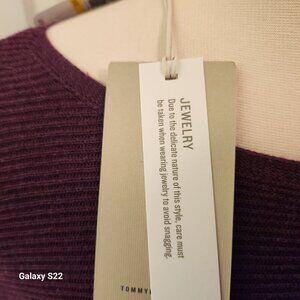 JEWELRY
Due to the delicate nature of this style, care must
be taken when wearing jewelry to avoid snagging.
Galaxy S22